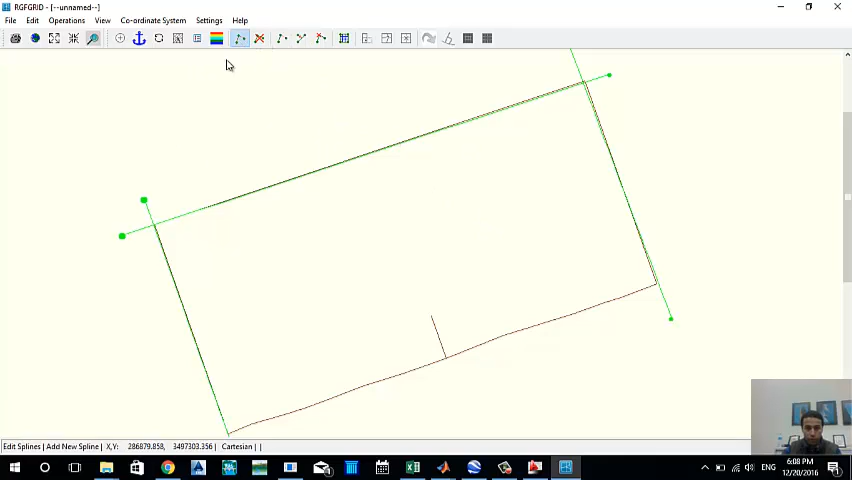 RGFGRID - [--unnamed--]
File Edit Operations View Co-ordinate System Settings Help
Edit Splines | Add New Spline | X,Y: 286879.858, 3497303.356 | Cartesian | |
ENG
6:08 PM
12/20/2016